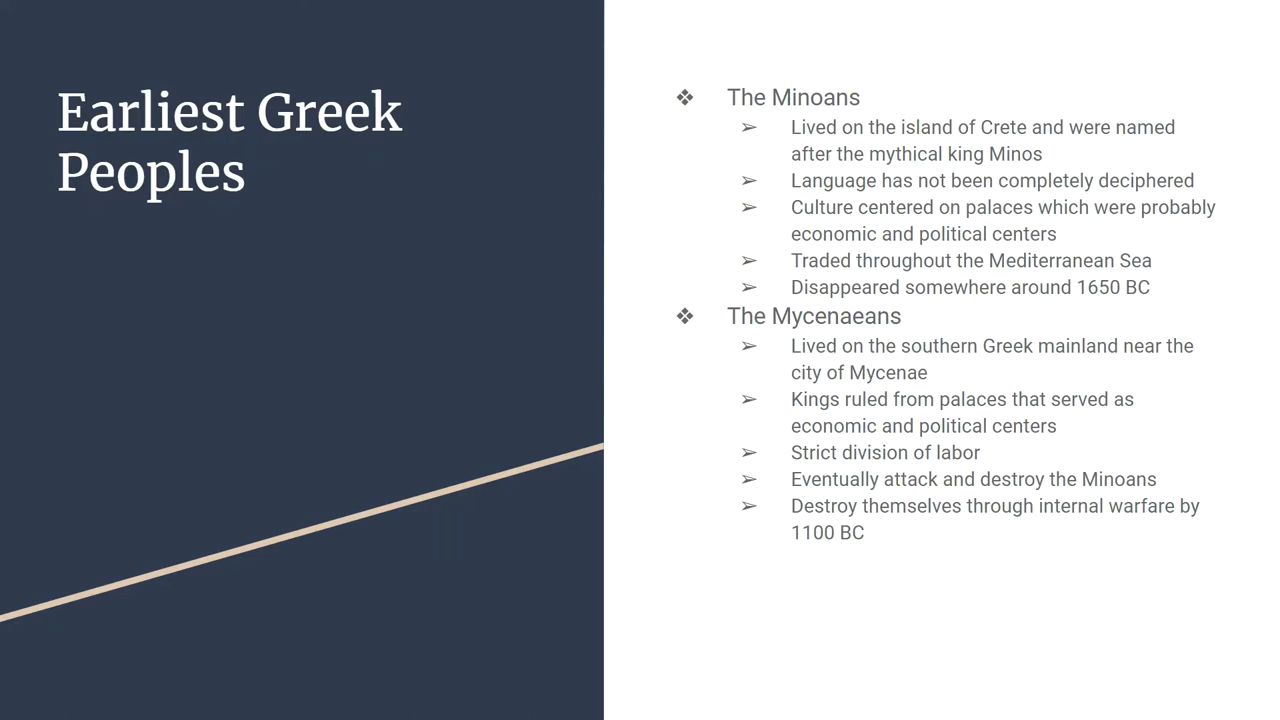 Earliest Greek
Peoples
❖ The Minoans
➢ Lived on the island of Crete and were named
after the mythical king Minos
➢ Language has not been completely deciphered
➢ Culture centered on palaces which were probably
economic and political centers
➢ Traded throughout the Mediterranean Sea
➢ Disappeared somewhere around 1650 BC
❖ The Mycenaeans
➢ Lived on the southern Greek mainland near the
city of Mycenae
➢ Kings ruled from palaces that served as
economic and political centers
➢ Strict division of labor
➢ Eventually attack and destroy the Minoans
➢ Destroy themselves through internal warfare by
1100 BC